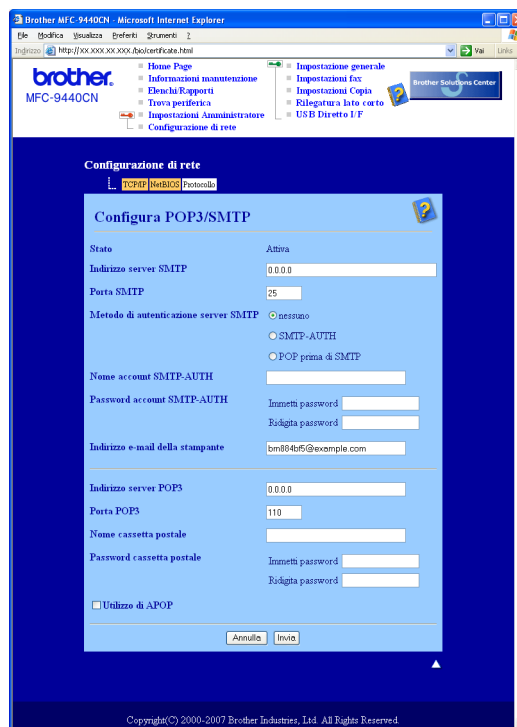 Brother MFC-9440CN - Microsoft Internet Explorer
File Modifica Visualizza Preferiti Strumenti ?
Indirizzo http://XX.XXX.XX.XXX./bio/certificate.html Vai Links
brother.
MFC-9440CN
Home Page
Informazioni manutenzione
Elenchi/Rapporti
Trova periferica
Impostazioni Amministratore
Configurazione di rete
Impostazione generale
Impostazioni fax
Impostazioni Copia
Rilegatura lato corto
USB Diretto I/F
Brother Solutions Center
Configurazione di rete
TCP/IP NetBIOS Protocollo
Configura POP3/SMTP
Stato Attiva
Indirizzo server SMTP 0.0.0.0
Porta SMTP 25
Metodo di autenticazione server SMTP nessuno
SMTP-AUTH
POP prima di SMTP
Nome account SMTP-AUTH
Password account SMTP-AUTH Immetti password
Ridigita password
Indirizzo e-mail della stampante brn884bf5@example.com
Indirizzo server POP3 0.0.0.0
Porta POP3 110
Nome cassetta postale
Password cassetta postale Immetti password
Ridigita password
Utilizzo di APOP
Annulla Invia
Copyright(C) 2000-2007 Brother Industries, Ltd. All Rights Reserved.